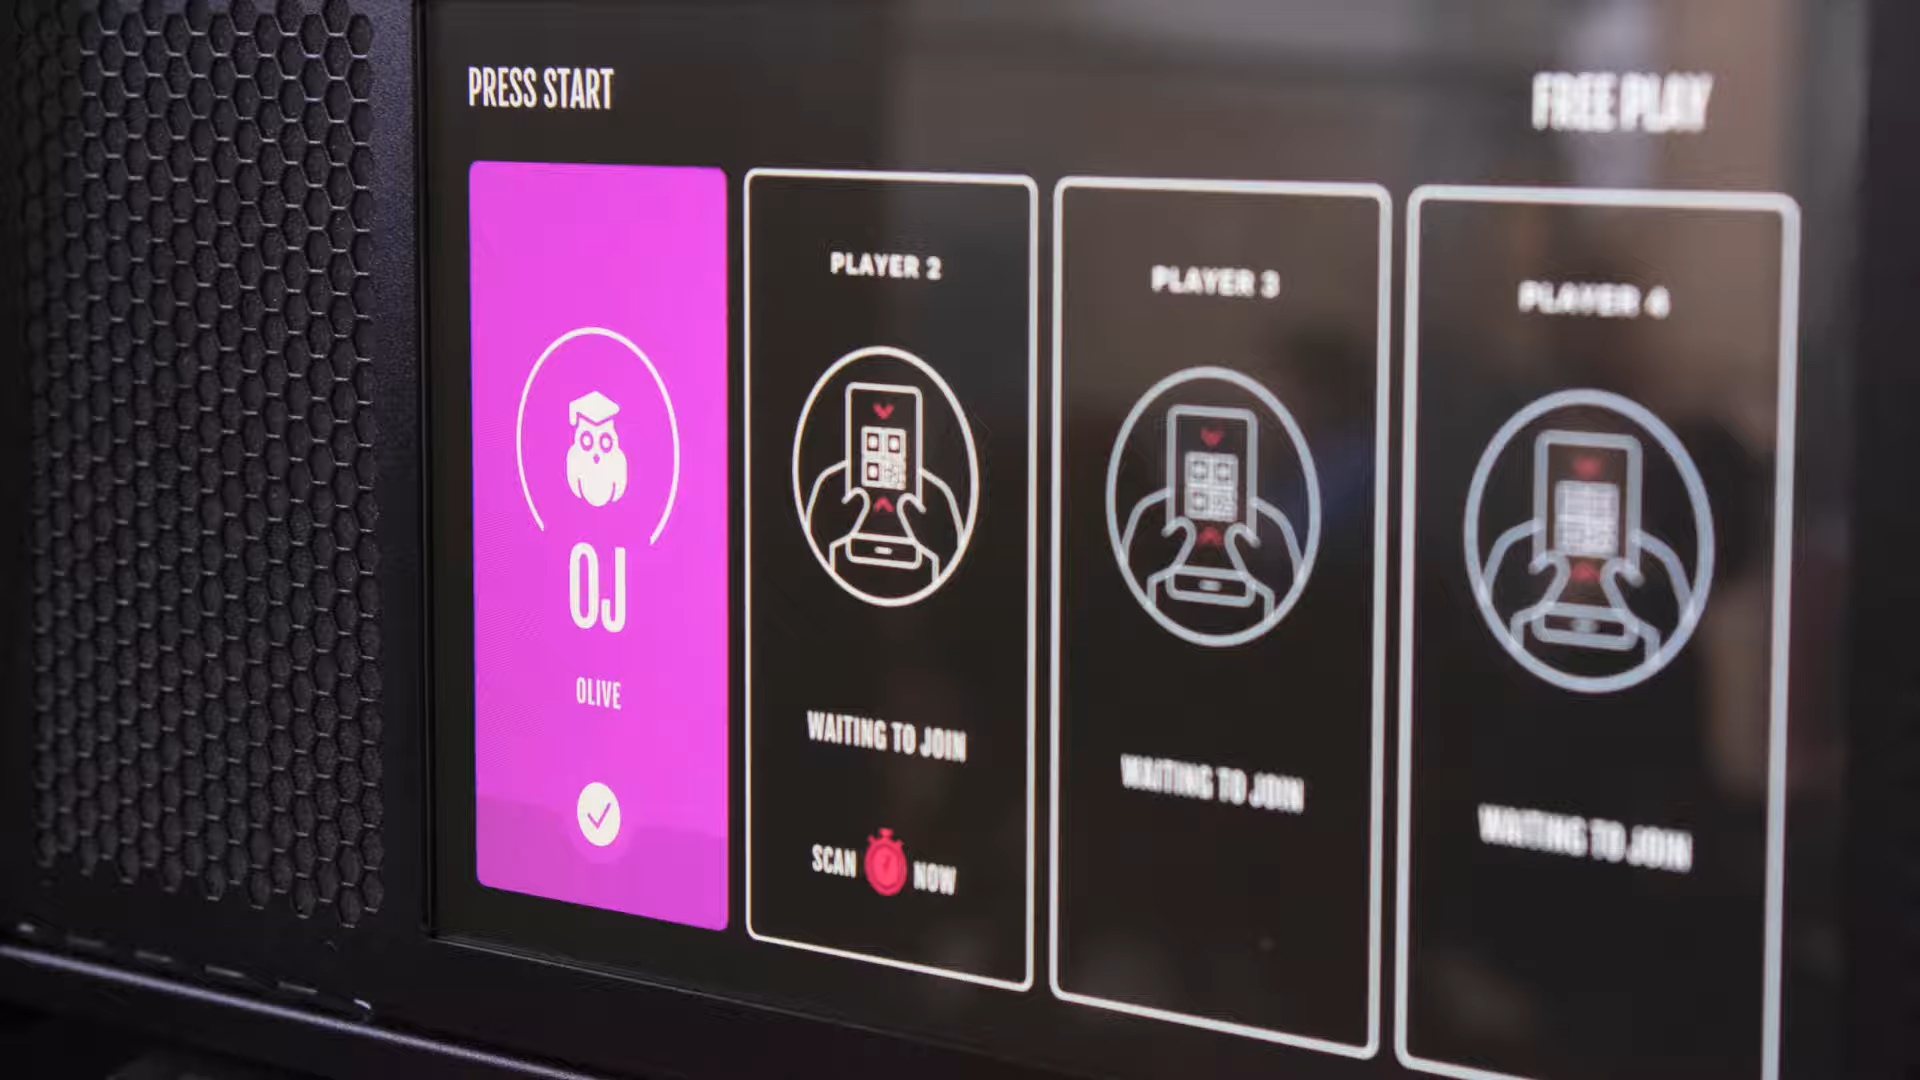 PRESS START
FREE PLAY
OJ
OLIVE
PLAYER 2
WAITING TO JOIN
SCAN NOW
PLAYER 3
WAITING TO JOIN
PLAYER 4
WAITING TO JOIN